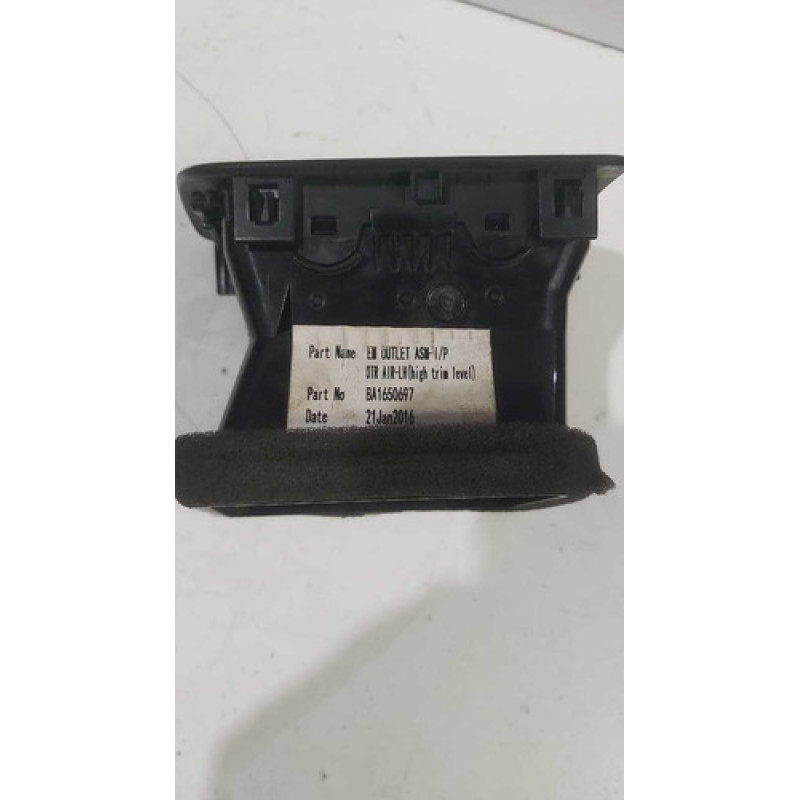 Part Name EM OUTLET ASM-I/P
OTR AIR-LH(high trim level)
Part No BA1650697
Date 21Jan2016